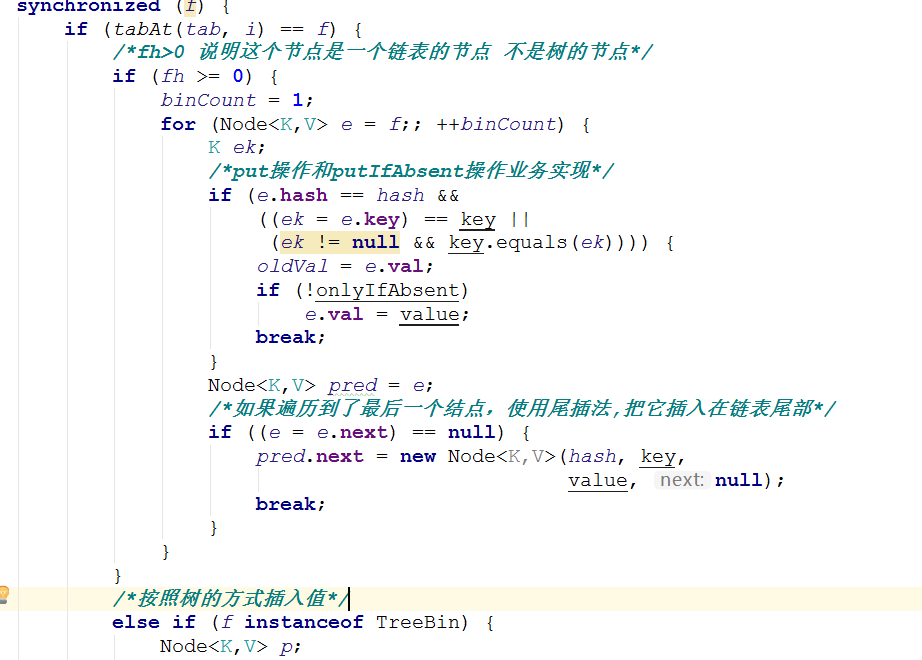 synchronized (f) {
if (tabAt(tab, i) == f) {
/*fh>0 说明这个节点是一个链表的节点 不是树的节点*/
if (fh >= 0) {
binCount = 1;
for (Node<K,V> e = f;; ++binCount) {
K ek;
/*put操作和putIfAbsent操作业务实现*/
if (e.hash == hash &&
((ek = e.key) == key ||
(ek != null && key.equals(ek)))) {
oldVal = e.val;
if (!onlyIfAbsent)
e.val = value;
break;
}
Node<K,V> pred = e;
/*如果遍历到了最后一个结点，使用尾插法,把它插入在链表尾部*/
if ((e = e.next) == null) {
pred.next = new Node<K,V>(hash, key,
value, next: null);
break;
}
}
}
/*按照树的方式插入值*/
else if (f instanceof TreeBin) {
Node<K,V> p;